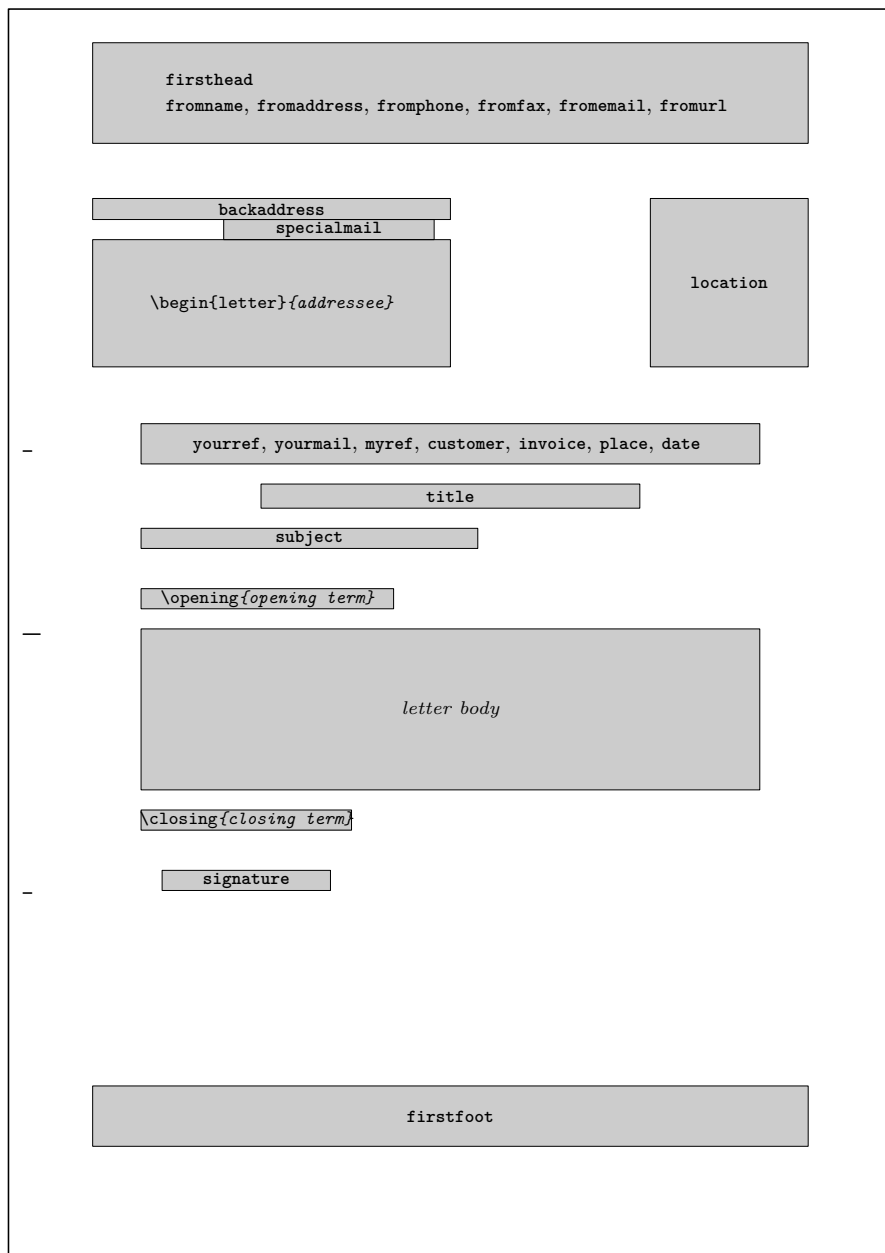 firsthead
fromname, fromaddress, fromphone, fromfax, fromemail, fromurl
backaddress
specialmail
\begin{letter}{addressee}
location
yourref, yourmail, myref, customer, invoice, place, date
title
subject
\opening{opening term}
letter body
\closing{closing term}
signature
firstfoot